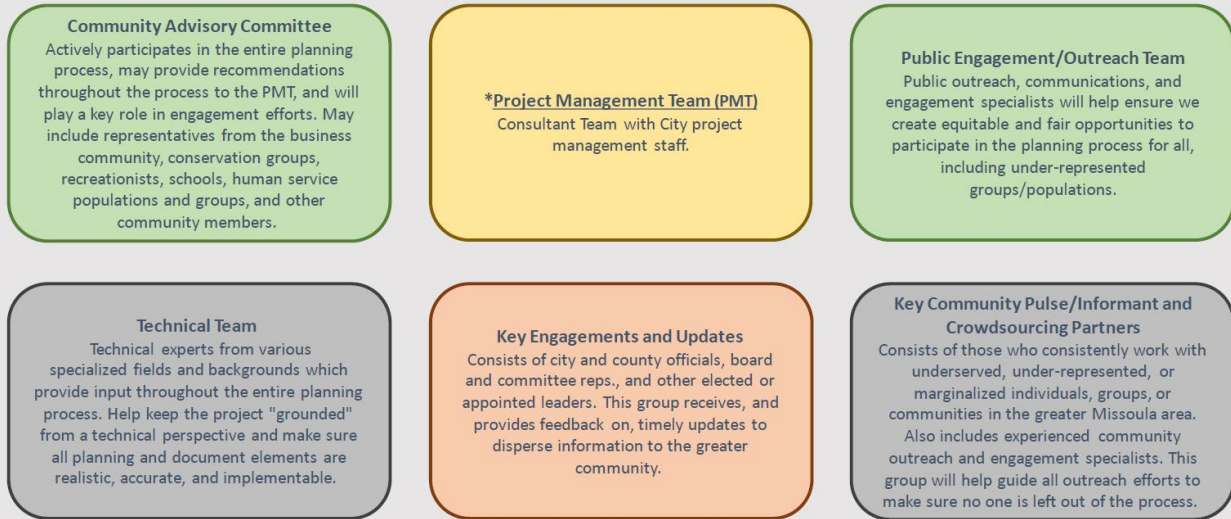 Community Advisory Committee
Actively participates in the entire planning
process, may provide recommendations
throughout the process to the PMT, and will
play a key role in engagement efforts. May
include representatives from the business
community, conservation groups,
recreationists, schools, human service
populations and groups, and other
community members.
*Project Management Team (PMT)
Consultant Team with City project
management staff.
Public Engagement/Outreach Team
Public outreach, communications, and
engagement specialists will help ensure we
create equitable and fair opportunities to
participate in the planning process for all,
including under-represented
groups/populations.
Technical Team
Technical experts from various
specialized fields and backgrounds which
provide input throughout the entire planning
process. Help keep the project "grounded"
from a technical perspective and make sure
all planning and document elements are
realistic, accurate, and implementable.
Key Engagements and Updates
Consists of city and county officials, board
and committee reps., and other elected or
appointed leaders. This group receives, and
provides feedback on, timely updates to
disperse information to the greater
community.
Key Community Pulse/Informant and
Crowdsourcing Partners
Consists of those who consistently work with
underserved, under-represented, or
marginalized individuals, groups, or
communities in the greater Missoula area.
Also includes experienced community
outreach and engagement specialists. This
group will help guide all outreach efforts to
make sure no one is left out of the process.